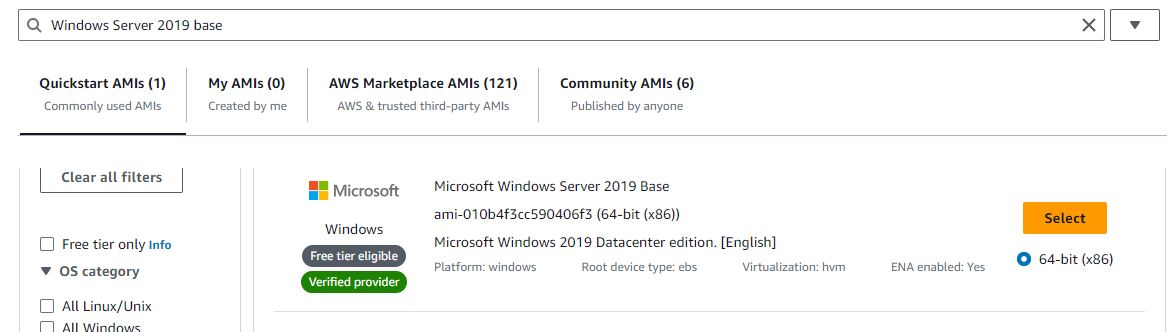 Windows Server 2019 base
Quickstart AMIs (1)
Commonly used AMIs
My AMIs (0)
Created by me
AWS Marketplace AMIs (121)
AWS & trusted third-party AMIs
Community AMIs (6)
Published by anyone
Clear all filters
Free tier only Info
OS category
All Linux/Unix
All Windows
Microsoft
Windows
Free tier eligible
Verified provider
Microsoft Windows Server 2019 Base
ami-010b4f3cc590406f3 (64-bit (x86))
Microsoft Windows 2019 Datacenter edition. [English]
Platform: windows Root device type: ebs Virtualization: hvm ENA enabled: Yes
Select
64-bit (x86)